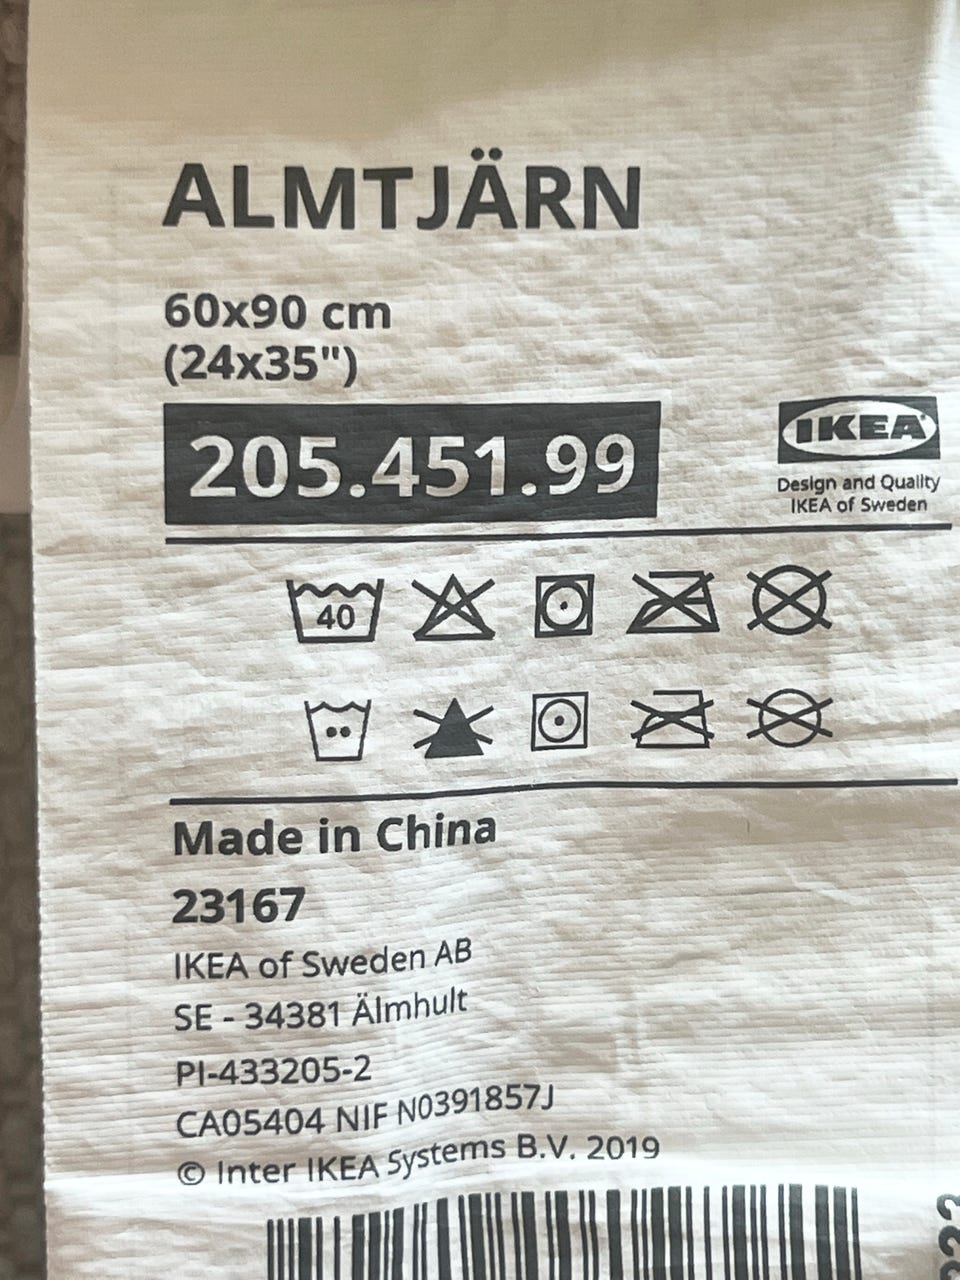 ALMTJÄRN
60x90 cm
(24x35")
205.451.99
IKEA
Design and Quality
IKEA of Sweden
40
Made in China
23167
IKEA of Sweden AB
SE - 34381 Älmhult
PI-433205-2
CA05404 NIF N0391857J
© Inter IKEA Systems B.V. 2019